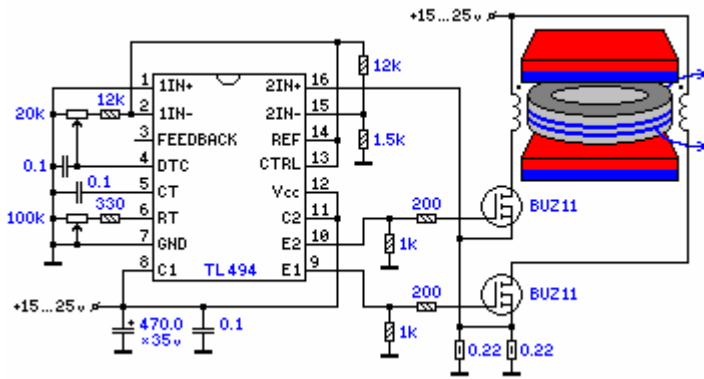 +15...25v
1 1IN+ 2IN+ 16
12k
20k 12k 2 1IN- 2IN- 15
3 FEEDBACK REF 14
1.5k
0.1 4 DTC CTRL 13
0.1 5 CT Vcc 12
100k 330 6 RT C2 11
200 BUZ11
7 GND E2 10
1k
8 C1 TL494 E1 9
200 BUZ11
+15...25v
+ 470.0 ×35v 0.1
1k
0.22 0.22